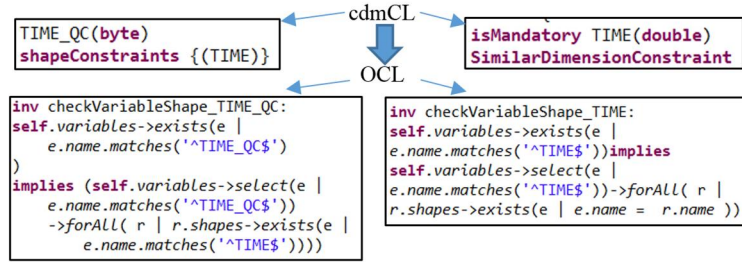 cdmCL
TIME_QC(byte)
shapeConstraints {(TIME)}
isMandatory TIME(double)
SimilarDimensionConstraint
OCL
inv checkVariableShape_TIME_QC:
self.variables->exists(e |
e.name.matches('^TIME_QC$')
)
implies (self.variables->select(e |
e.name.matches('^TIME_QC$'))
->forAll( r | r.shapes->exists(e |
e.name.matches('^TIME$'))))
inv checkVariableShape_TIME:
self.variables->exists(e |
e.name.matches('^TIME$'))implies
self.variables->select(e |
e.name.matches('^TIME$'))->forAll( r |
r.shapes->exists(e | e.name = r.name ))